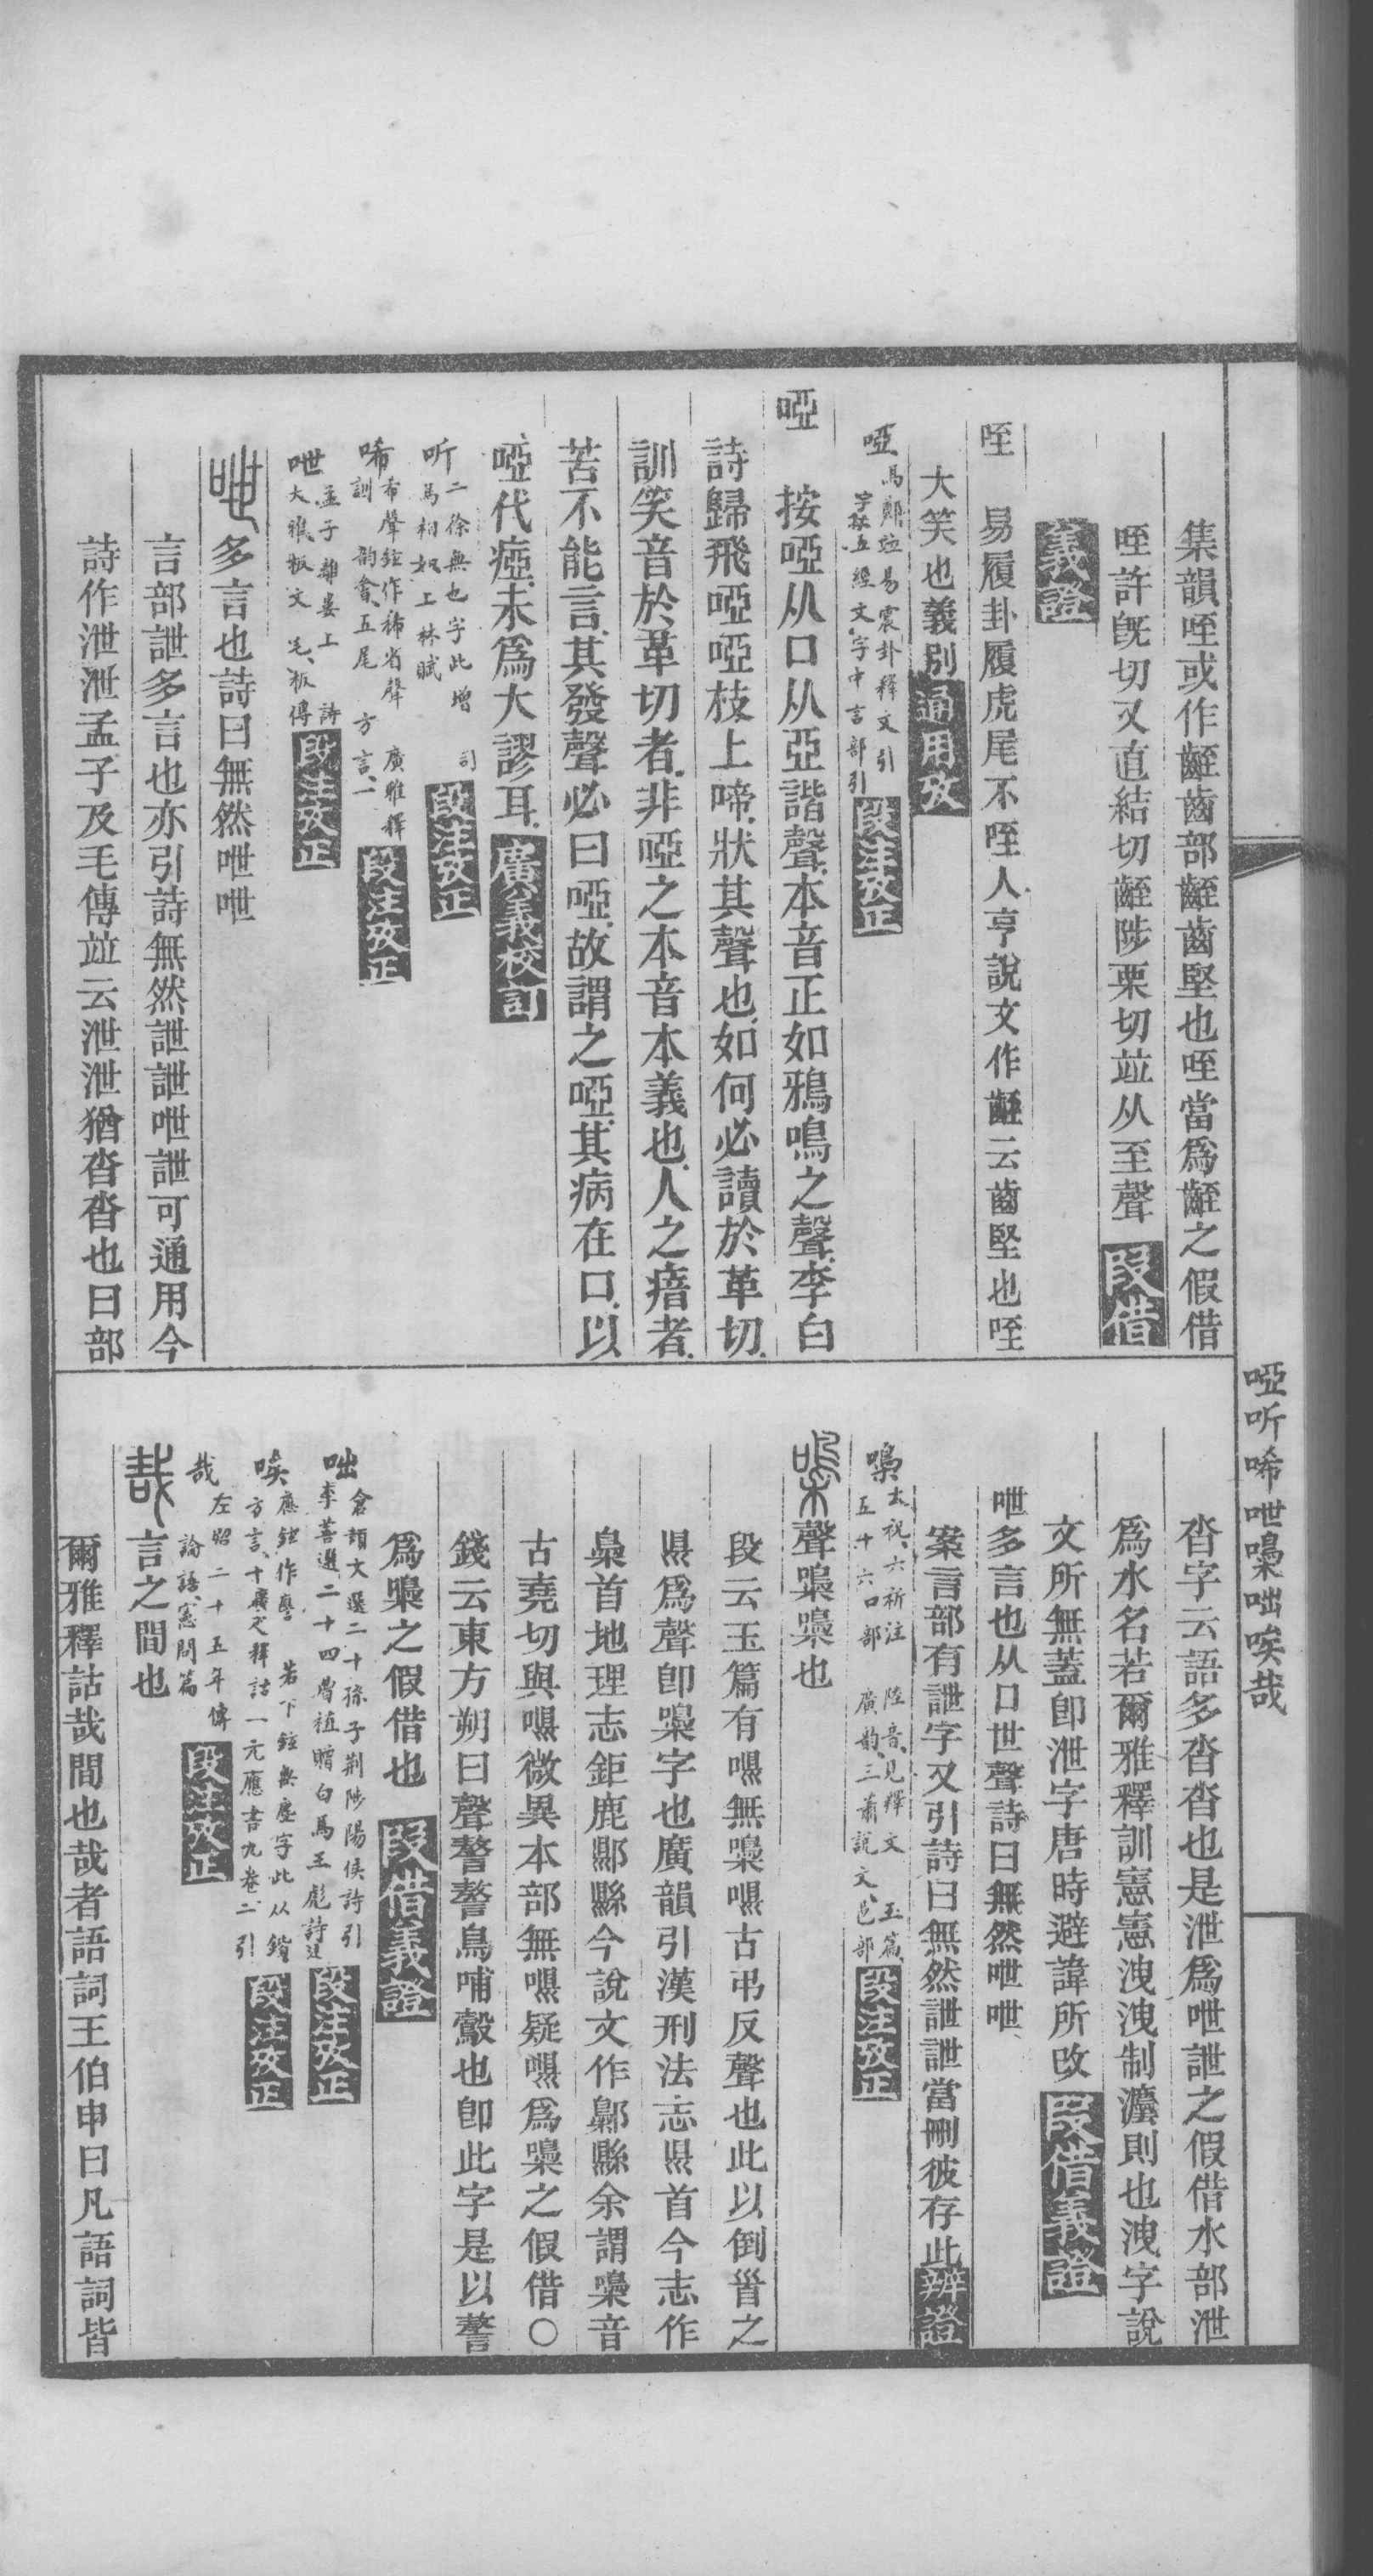 集韻咥或作齧齒部齧齒堅也咥當爲齧之假借
咥許旣切又直結切齧陟栗切竝从至聲 叚借
義證
咥 易履卦履虎尾不咥人亨說文作齧云齒堅也咥
大笑也義別通用攷
啞馬鄭竝易震卦釋文引
字林五經文字中言部引段注攷正
啞 按啞从口从亞諧聲本音正如鴉鳴之聲李白
詩歸飛啞啞枝上啼狀其聲也如何必讀於革切
訓笑音於革切者非啞之本音本義也人之瘖者
苦不能言其發聲必曰啞故謂之啞其病在口以
啞代瘂未爲大謬耳廣義校訂
听二徐無也字此增 司
馬相如上林賦段注攷正
唏希聲鉉作稀省聲 廣雅釋
訓 韵會五尾 方言一段注攷正
呭孟子離婁上 詩
大雅板文 毛板傳段注攷正
呭多言也詩曰無然呭呭
言部詍多言也亦引詩無然詍詍呭詍可通用今
詩作泄泄孟子及毛傳竝云泄泄猶沓沓也曰部
沓字云語多沓沓也是泄爲呭詍之假借水部泄
爲水名若爾雅釋訓憲憲洩洩制灋則也洩字說
文所無蓋卽泄字唐時避諱所改叚借義證
呭多言也从口世聲詩曰無然呭呭
案言部有詍字又引詩曰無然詍詍當刪彼存此辨證
嘄大祝六祈注 陸音見釋文 玉篇
五十六口部 廣韵三蕭 說文邑部段注攷正
嘄聲嘄嘄也
段云玉篇有𠹗無嘄𠹗古弔反聲也此以倒𩠐之
𥄉爲聲卽嘄字也廣韻引漢刑法志𥄉首今志作
梟首地理志鉅鹿鄡縣今說文作鄡縣余謂嘄音
古堯切與𠹗微異本部無𠹗疑𠹗爲嘄之假借〇
錢云東方朔曰聲謷謷鳥哺鷇也卽此字是以謷
爲嘄之假借也 叚借義證
咄倉頡文選二十孫子荆陟陽侯詩引
李善選二十四曹植贈白馬王彪詩注段注攷正
唉應鉉作譍 若下鉉無塵字此从鍇
方言十廣雅釋詁一元應書九卷二引段注攷正
哉左昭二十五年傳
論語憲問篇段注攷正
哉言之間也
爾雅釋詁哉間也哉者語詞王伯申曰凡語詞皆
啞听唏呭嘄咄唉哉